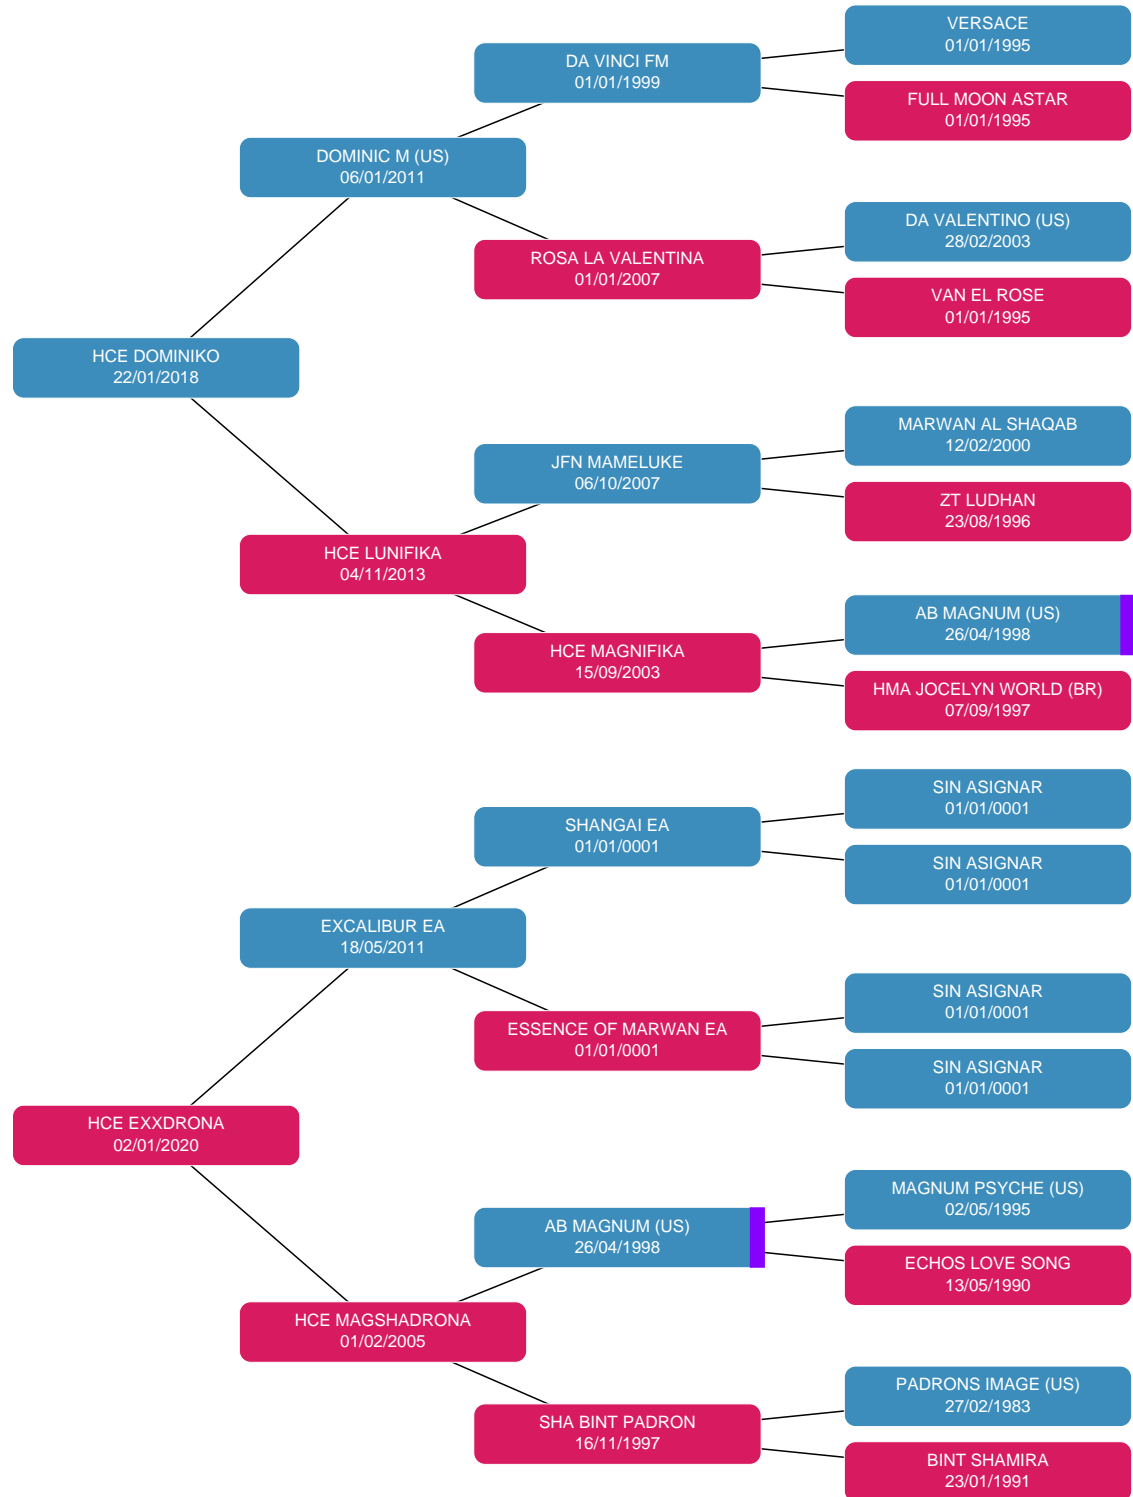 VERSACE
01/01/1995
DA VINCI FM
01/01/1999
FULL MOON ASTAR
01/01/1995
DOMINIC M (US)
06/01/2011
DA VALENTINO (US)
28/02/2003
ROSA LA VALENTINA
01/01/2007
VAN EL ROSE
01/01/1995
HCE DOMINIKO
22/01/2018
MARWAN AL SHAQAB
12/02/2000
JFN MAMELUKE
06/10/2007
ZT LUDHAN
23/08/1996
HCE LUNIFIKA
04/11/2013
AB MAGNUM (US)
26/04/1998
HCE MAGNIFIKA
15/09/2003
HMA JOCELYN WORLD (BR)
07/09/1997
SIN ASIGNAR
01/01/0001
SHANGAI EA
01/01/0001
SIN ASIGNAR
01/01/0001
EXCALIBUR EA
18/05/2011
SIN ASIGNAR
01/01/0001
ESSENCE OF MARWAN EA
01/01/0001
SIN ASIGNAR
01/01/0001
HCE EXXDRONA
02/01/2020
MAGNUM PSYCHE (US)
02/05/1995
AB MAGNUM (US)
26/04/1998
ECHOS LOVE SONG
13/05/1990
HCE MAGSHADRONA
01/02/2005
PADRONS IMAGE (US)
27/02/1983
SHA BINT PADRON
16/11/1997
BINT SHAMIRA
23/01/1991